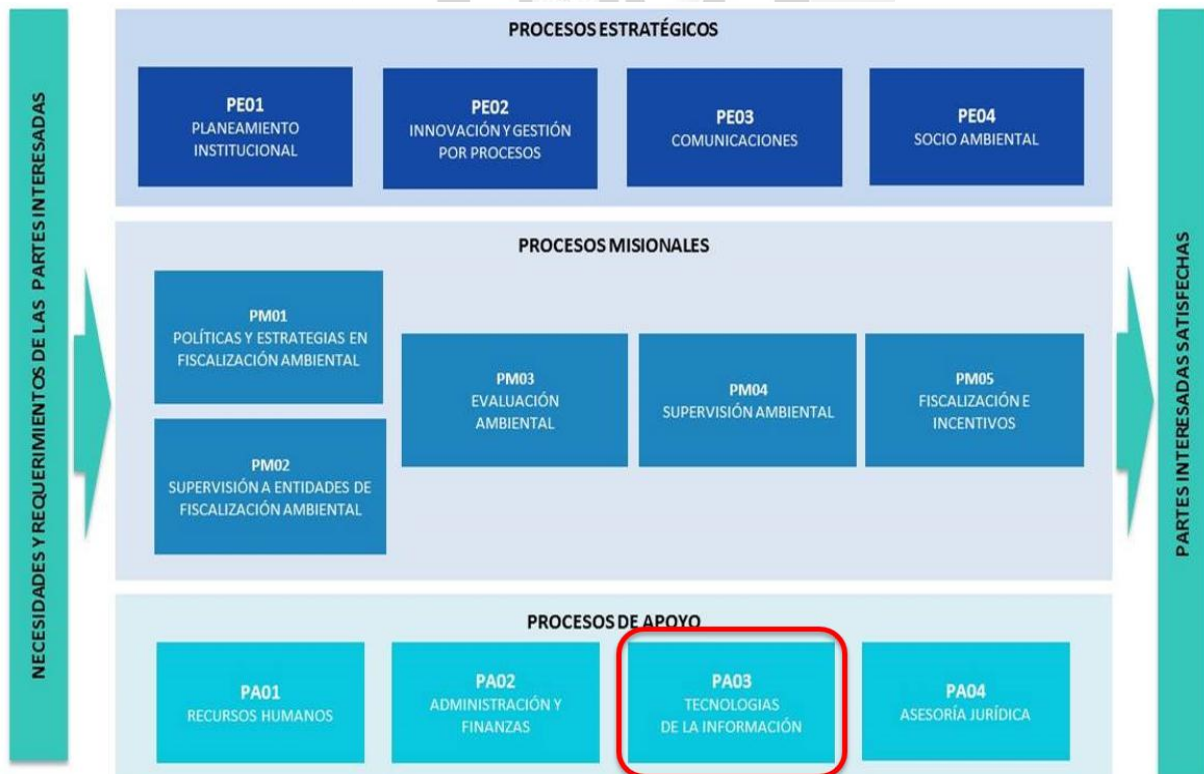 NECESIDADES Y REQUERIMIENTOS DE LAS PARTES INTERESADAS
PROCESOS ESTRATÉGICOS
PE01
PLANEAMIENTO
INSTITUCIONAL
PE02
INNOVACIÓN Y GESTIÓN
POR PROCESOS
PE03
COMUNICACIONES
PE04
SOCIO AMBIENTAL
PROCESOS MISIONALES
PM01
POLÍTICAS Y ESTRATEGIAS EN
FISCALIZACIÓN AMBIENTAL
PM02
SUPERVISIÓN A ENTIDADES DE
FISCALIZACIÓN AMBIENTAL
PM03
EVALUACIÓN
AMBIENTAL
PM04
SUPERVISIÓN AMBIENTAL
PM05
FISCALIZACIÓN E
INCENTIVOS
PROCESOS DE APOYO
PA01
RECURSOS HUMANOS
PA02
ADMINISTRACIÓN Y
FINANZAS
PA03
TECNOLOGIAS
DE LA INFORMACIÓN
PA04
ASESORÍA JURÍDICA
PARTES INTERESADAS SATISFECHAS